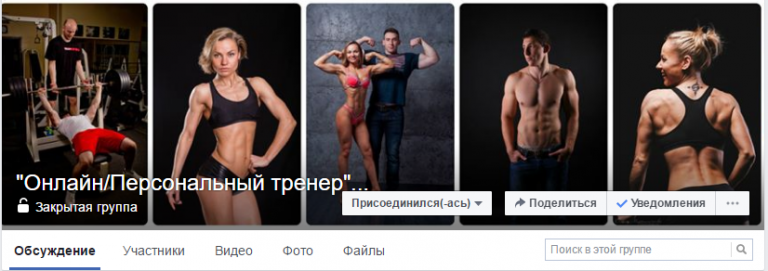 "Онлайн/Персональный тренер"...
Закрытая группа
Присоединился(-ась)
Поделиться
Уведомления
...
Обсуждение Участники Видео Фото Файлы
Поиск в этой группе